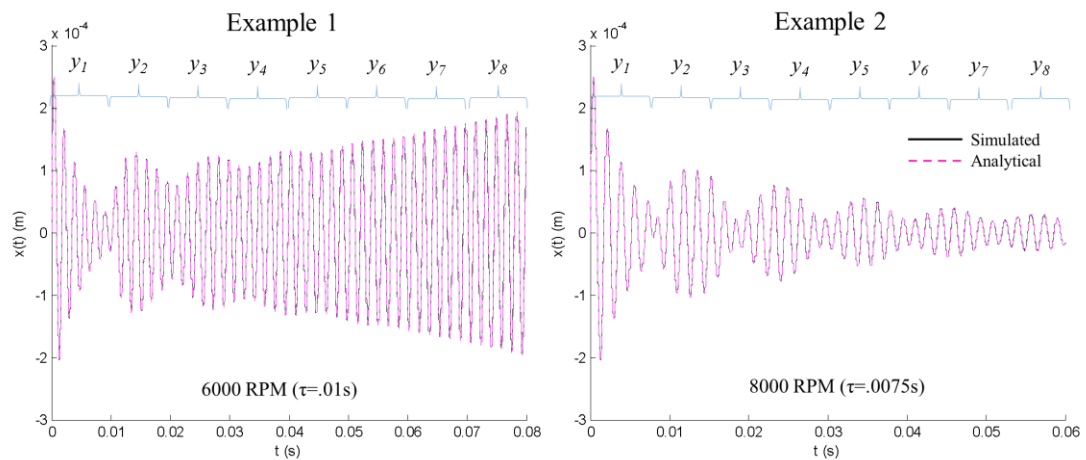 Example 1
x 10⁻⁴
y₁ y₂ y₃ y₄ y₅ y₆ y₇ y₈
3
2
1
0
-1
-2
-3
x(t) (m)
6000 RPM (τ=.01s)
0 0.01 0.02 0.03 0.04 0.05 0.06 0.07 0.08
t (s)
Example 2
x 10⁻⁴
y₁ y₂ y₃ y₄ y₅ y₆ y₇ y₈
3
2
1
0
-1
-2
-3
x(t) (m)
Simulated
Analytical
8000 RPM (τ=.0075s)
0 0.01 0.02 0.03 0.04 0.05 0.06
t (s)